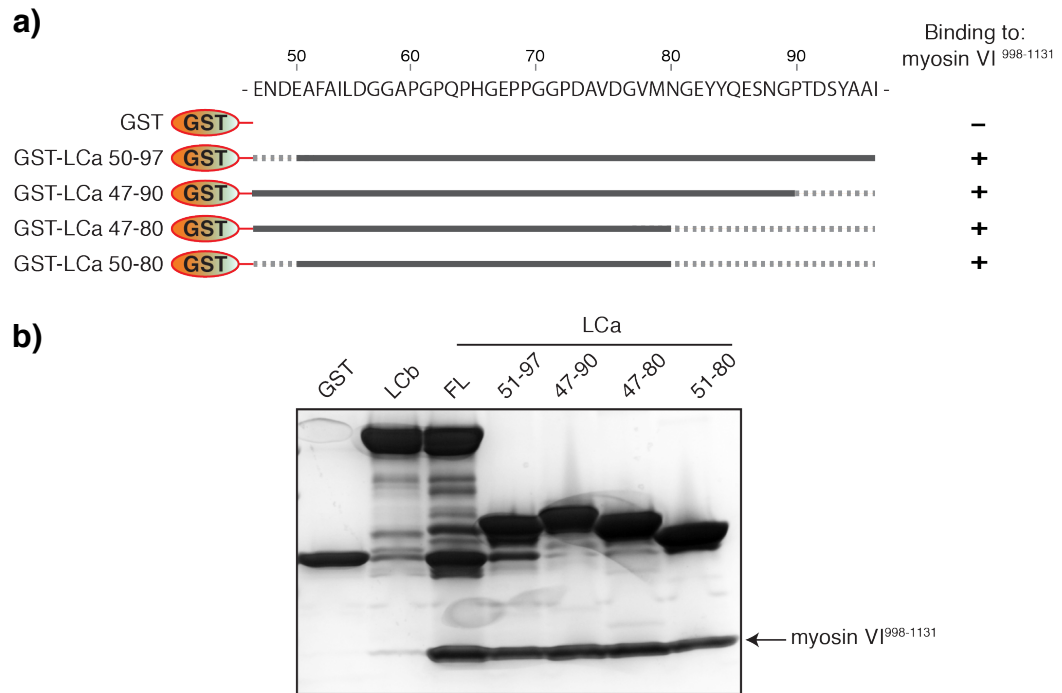 a)
Binding to:
myosin VI 998-1131
50 60 70 80 90
- ENDEAFAILDGGAPGPQPHGEPPGGPDAVDGVMNGEYYQESNGPTDSYAAI -
GST GST –
GST-LCa 50-97 GST +
GST-LCa 47-90 GST +
GST-LCa 47-80 GST +
GST-LCa 50-80 GST +
b)
LCa
GST LCb FL 51-97 47-90 47-80 51-80
myosin VI998-1131